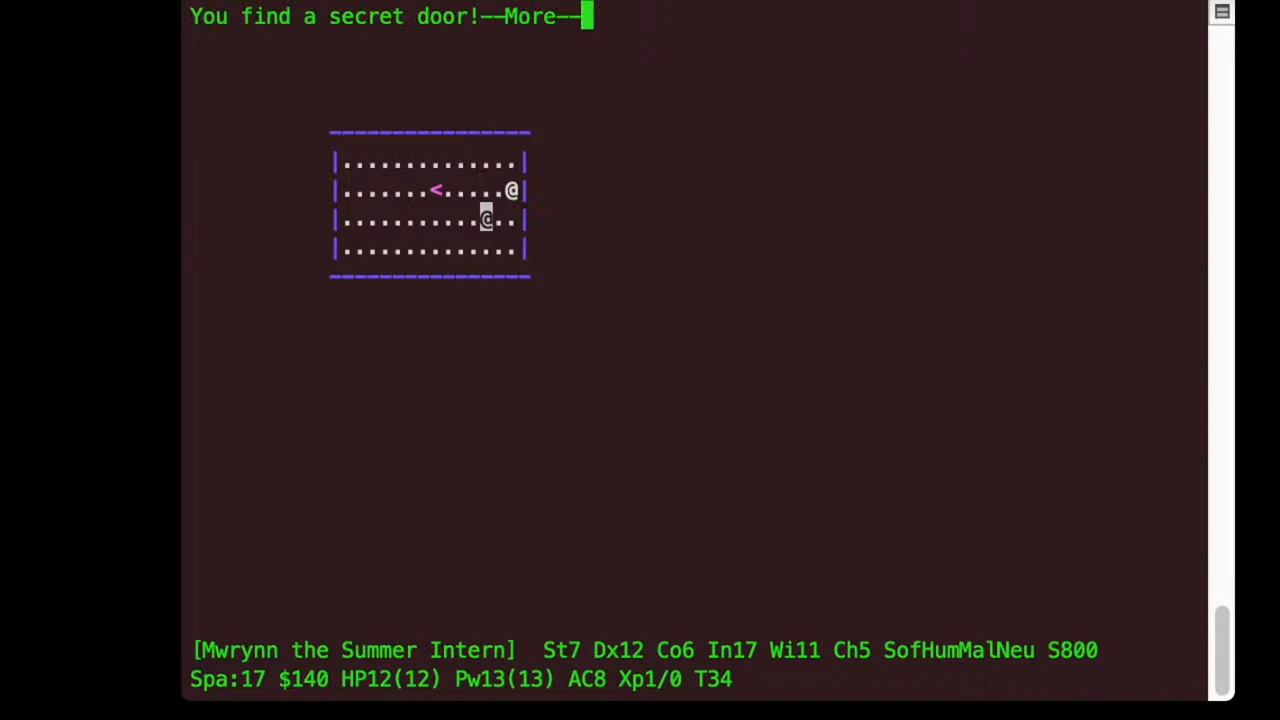 You find a secret door!--More--
----------------
|..............|
|.......<.....@|
|...........@..|
|..............|
----------------
[Mwrynn the Summer Intern] St7 Dx12 Co6 In17 Wi11 Ch5 SofHumMalNeu S800
Spa:17 $140 HP12(12) Pw13(13) AC8 Xp1/0 T34